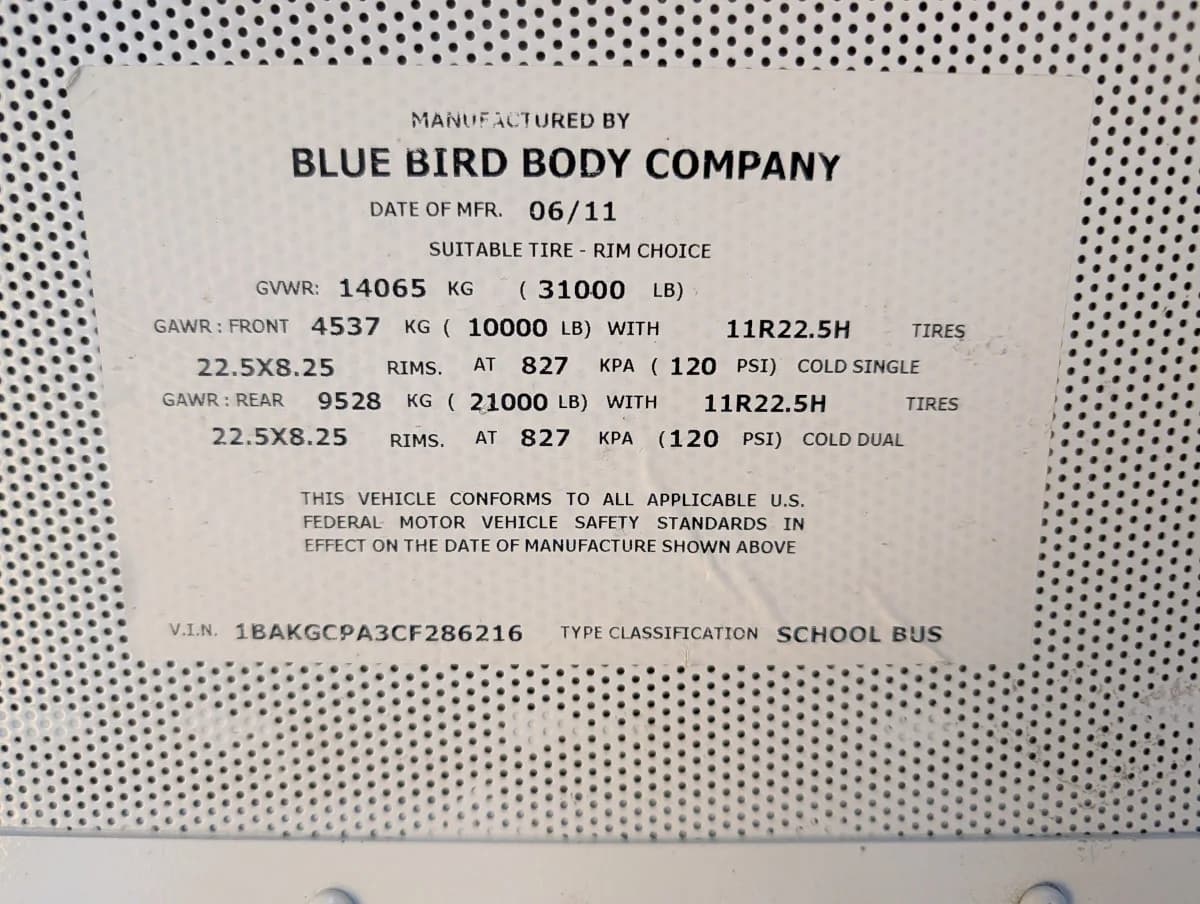 MANUFACTURED BY
BLUE BIRD BODY COMPANY
DATE OF MFR. 06/11
SUITABLE TIRE - RIM CHOICE
GVWR: 14065 KG ( 31000 LB)
GAWR : FRONT 4537 KG ( 10000 LB) WITH 11R22.5H TIRES
22.5X8.25 RIMS. AT 827 KPA ( 120 PSI) COLD SINGLE
GAWR : REAR 9528 KG ( 21000 LB) WITH 11R22.5H TIRES
22.5X8.25 RIMS. AT 827 KPA (120 PSI) COLD DUAL
THIS VEHICLE CONFORMS TO ALL APPLICABLE U.S.
FEDERAL MOTOR VEHICLE SAFETY STANDARDS IN
EFFECT ON THE DATE OF MANUFACTURE SHOWN ABOVE
V.I.N. 1BAKGCPA3CF286216 TYPE CLASSIFICATION SCHOOL BUS